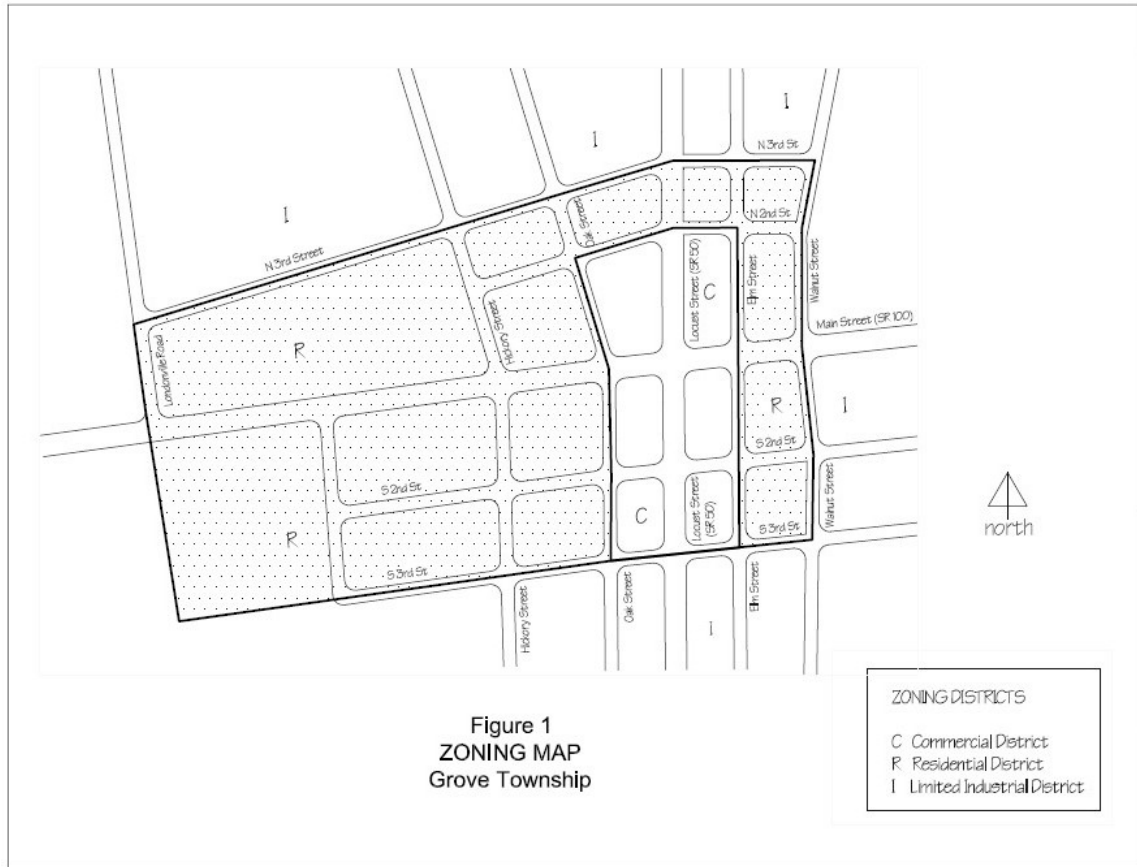 I
I
I
N 3rd St
N 3rd Street
Oak Street
N 2nd St
Londonville Road
R
Hickory Street
Locust Street (SR 50)
C
Elm Street
Walnut Street
Main Street (SR 100)
R
I
S 2nd St
S 2nd St
R
C
Locust Street
(SR 50)
S 3rd St
Walnut Street
S 3rd St
Hickory Street
Oak Street
I
Elm Street
north
Figure 1
ZONING MAP
Grove Township
ZONING DISTRICTS
C Commercial District
R Residential District
I Limited Industrial District